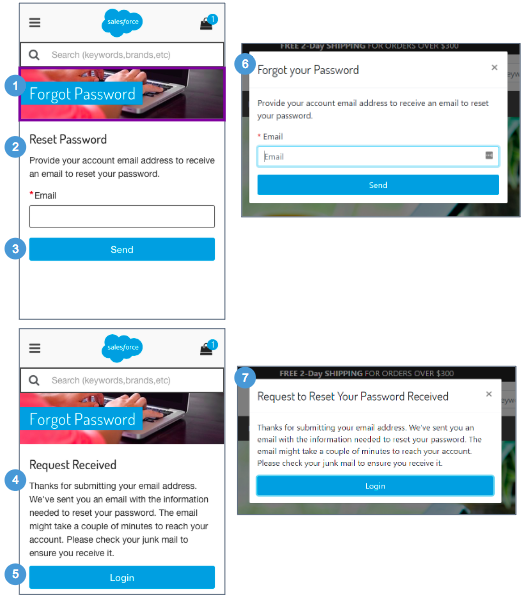 salesforce
1
Search (keywords,brands,etc)
1
Forgot Password
2
Reset Password
Provide your account email address to receive
an email to reset your password.
*Email
3
Send
FREE 2-Day SHIPPING FOR ORDERS OVER $300
6
Forgot your Password
×
Provide your account email address to receive an email to reset
your password.
* Email
Email
Send
salesforce
1
Search (keywords,brands,etc)
Forgot Password
Request Received
4
Thanks for submitting your email address.
We've sent you an email with the information
needed to reset your password. The email
might take a couple of minutes to reach your
account. Please check your junk mail to
ensure you receive it.
5
Login
FREE 2-Day SHIPPING FOR ORDERS OVER $300
7
Request to Reset Your Password Received
×
Thanks for submitting your email address. We've sent you an
email with the information needed to reset your password. The
email might take a couple of minutes to reach your account.
Please check your junk mail to ensure you receive it.
Login